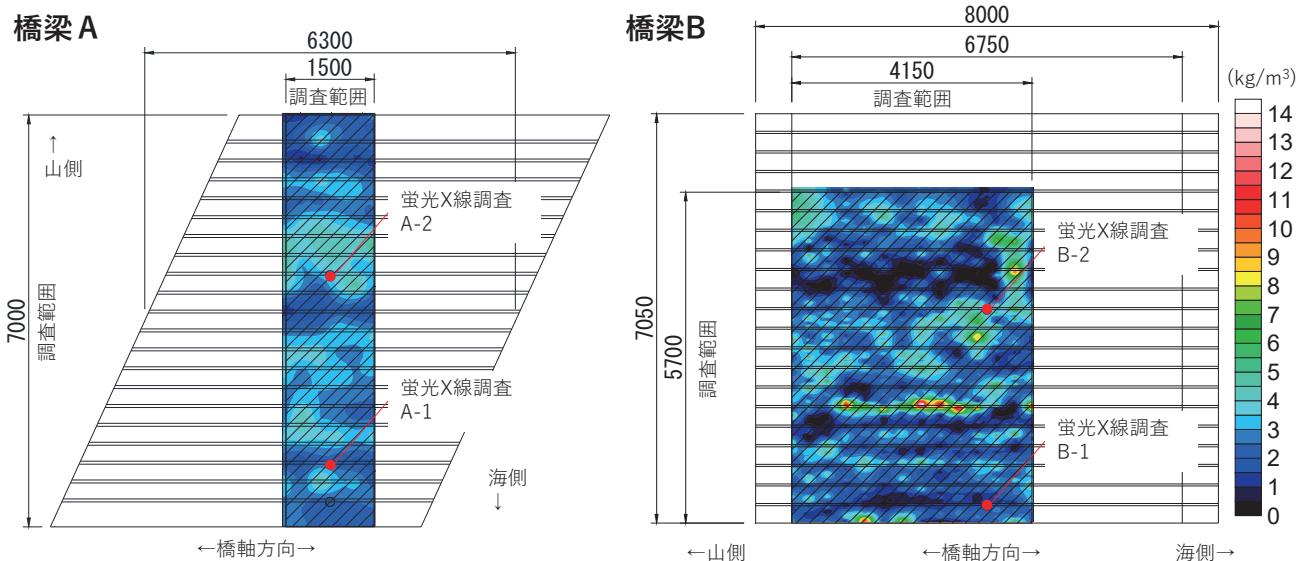 橋梁A
6300
1500
調査範囲
7000
調査範囲
↑
山側
蛍光X線調査
A-2
蛍光X線調査
A-1
海側
↓
←橋軸方向→
橋梁B
8000
6750
4150
調査範囲
7050
5700
調査範囲
蛍光X線調査
B-2
蛍光X線調査
B-1
←山側
←橋軸方向→
海側→
(kg/m³)
14
13
12
11
10
9
8
7
6
5
4
3
2
1
0